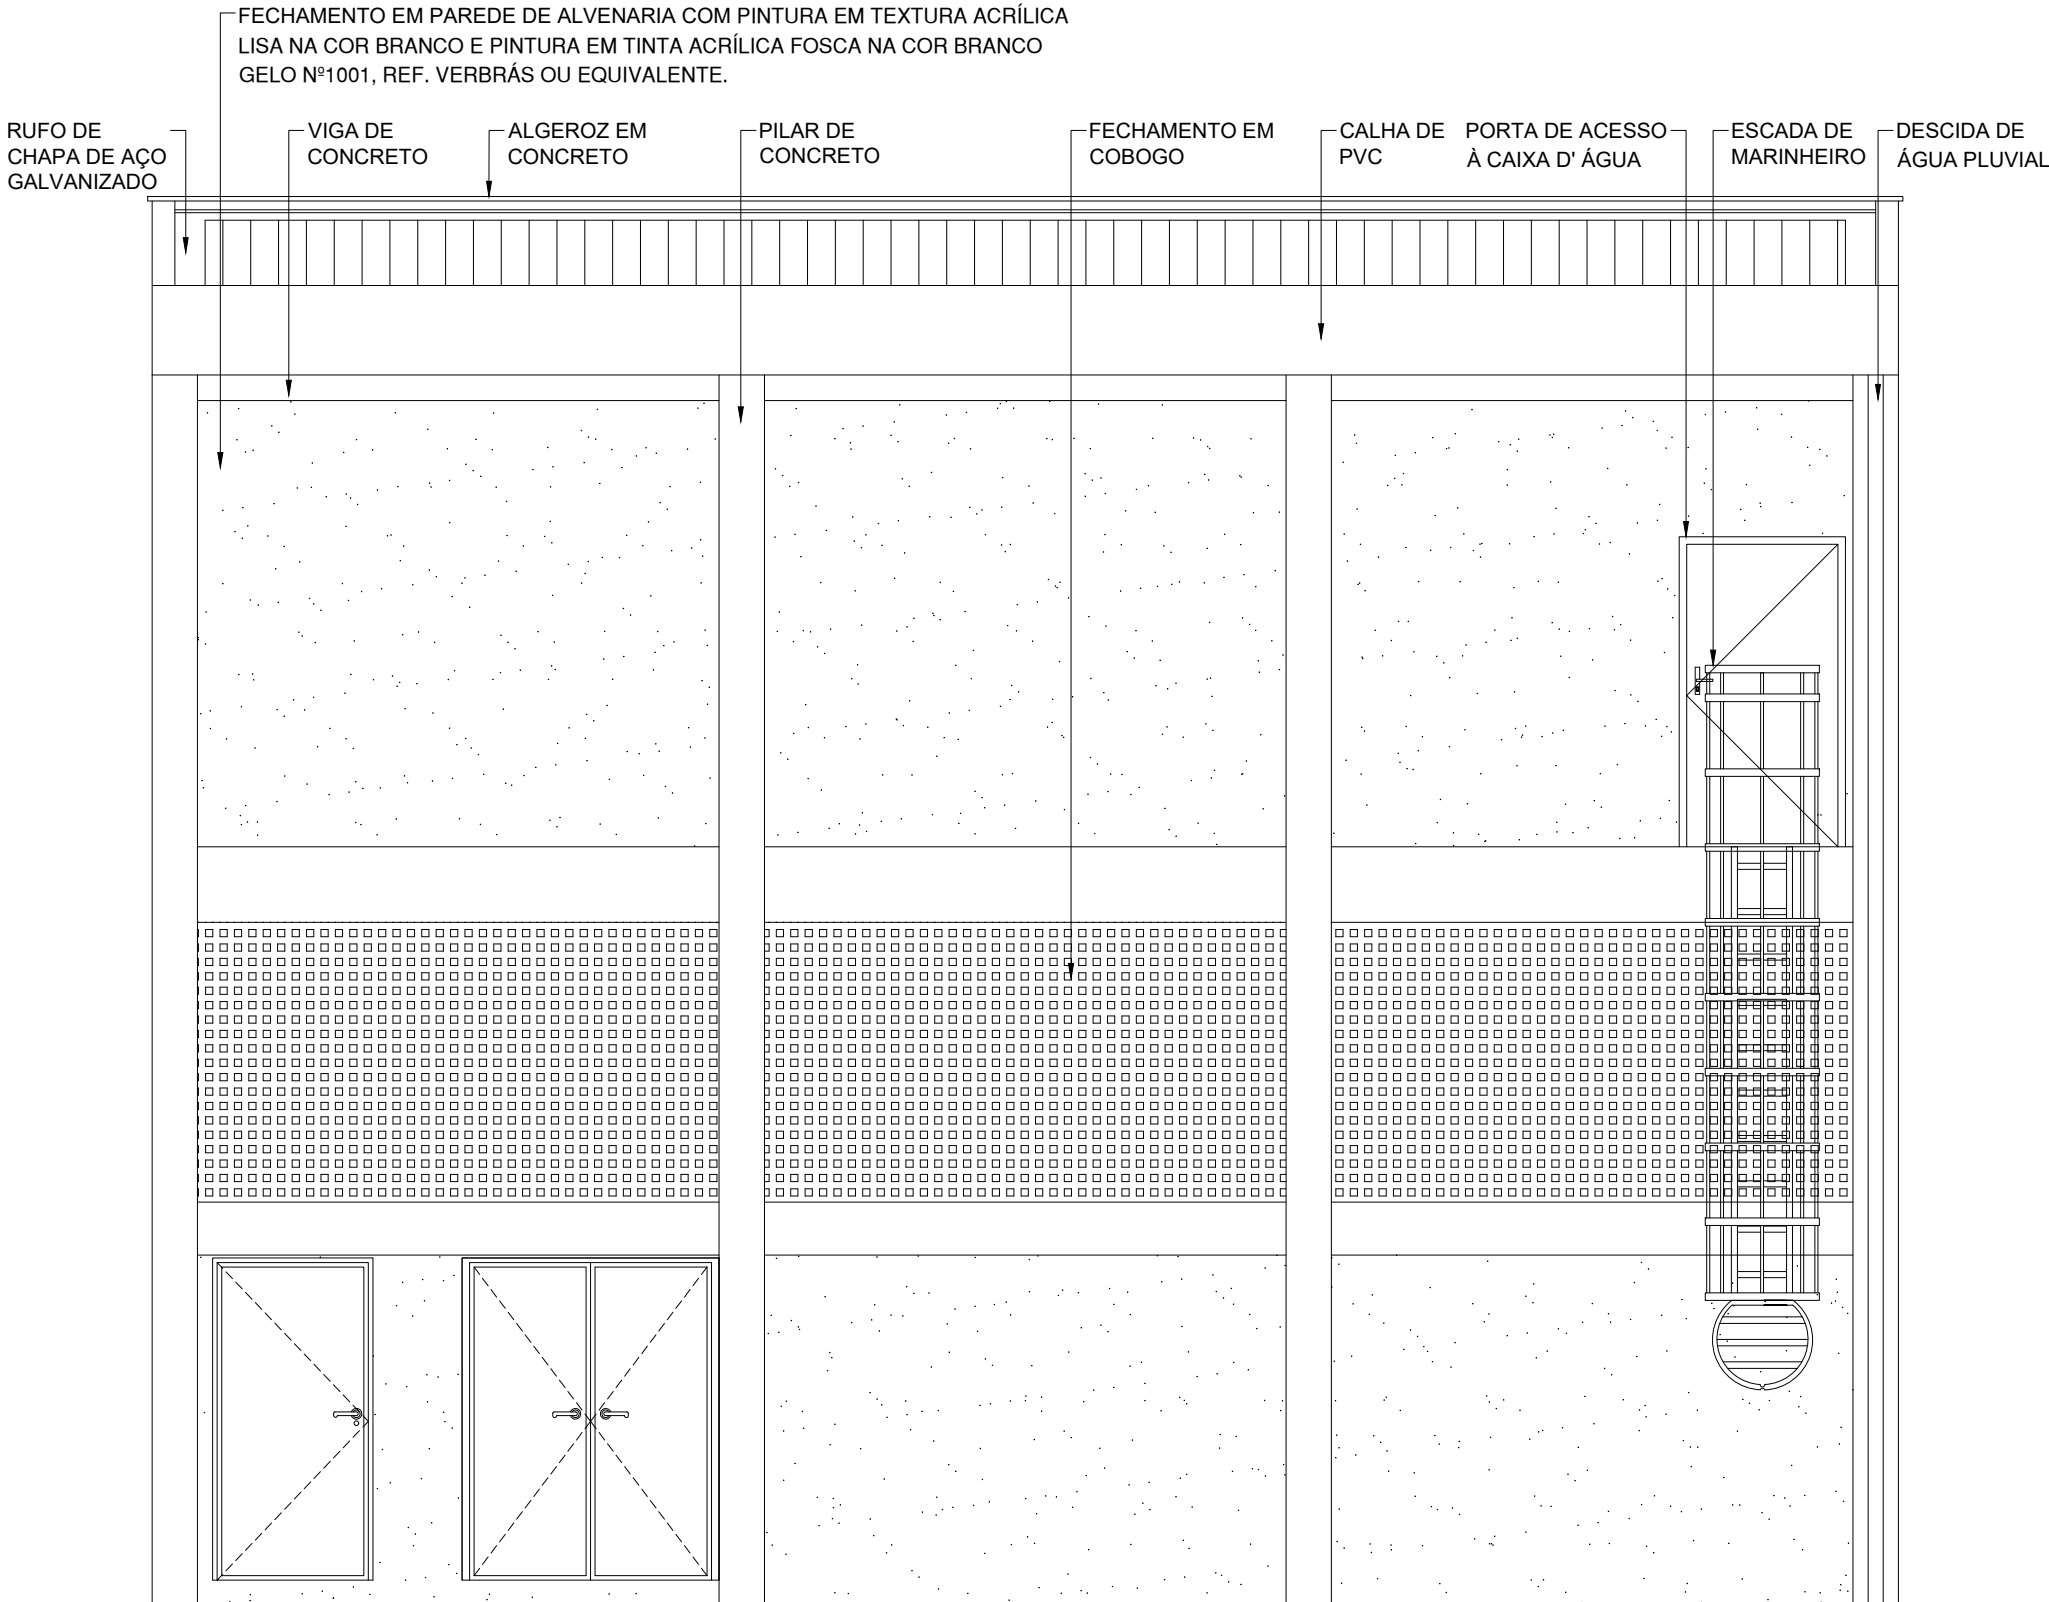 FECHAMENTO EM PAREDE DE ALVENARIA COM PINTURA EM TEXTURA ACRÍLICA
LISA NA COR BRANCO E PINTURA EM TINTA ACRÍLICA FOSCA NA COR BRANCO
GELO Nº1001, REF. VERBRÁS OU EQUIVALENTE.
RUFO DE
CHAPA DE AÇO
GALVANIZADO
VIGA DE
CONCRETO
ALGEROZ EM
CONCRETO
PILAR DE
CONCRETO
FECHAMENTO EM
COBOGO
CALHA DE
PVC
PORTA DE ACESSO
À CAIXA D' ÁGUA
ESCADA DE
MARINHEIRO
DESCIDA DE
ÁGUA PLUVIAL